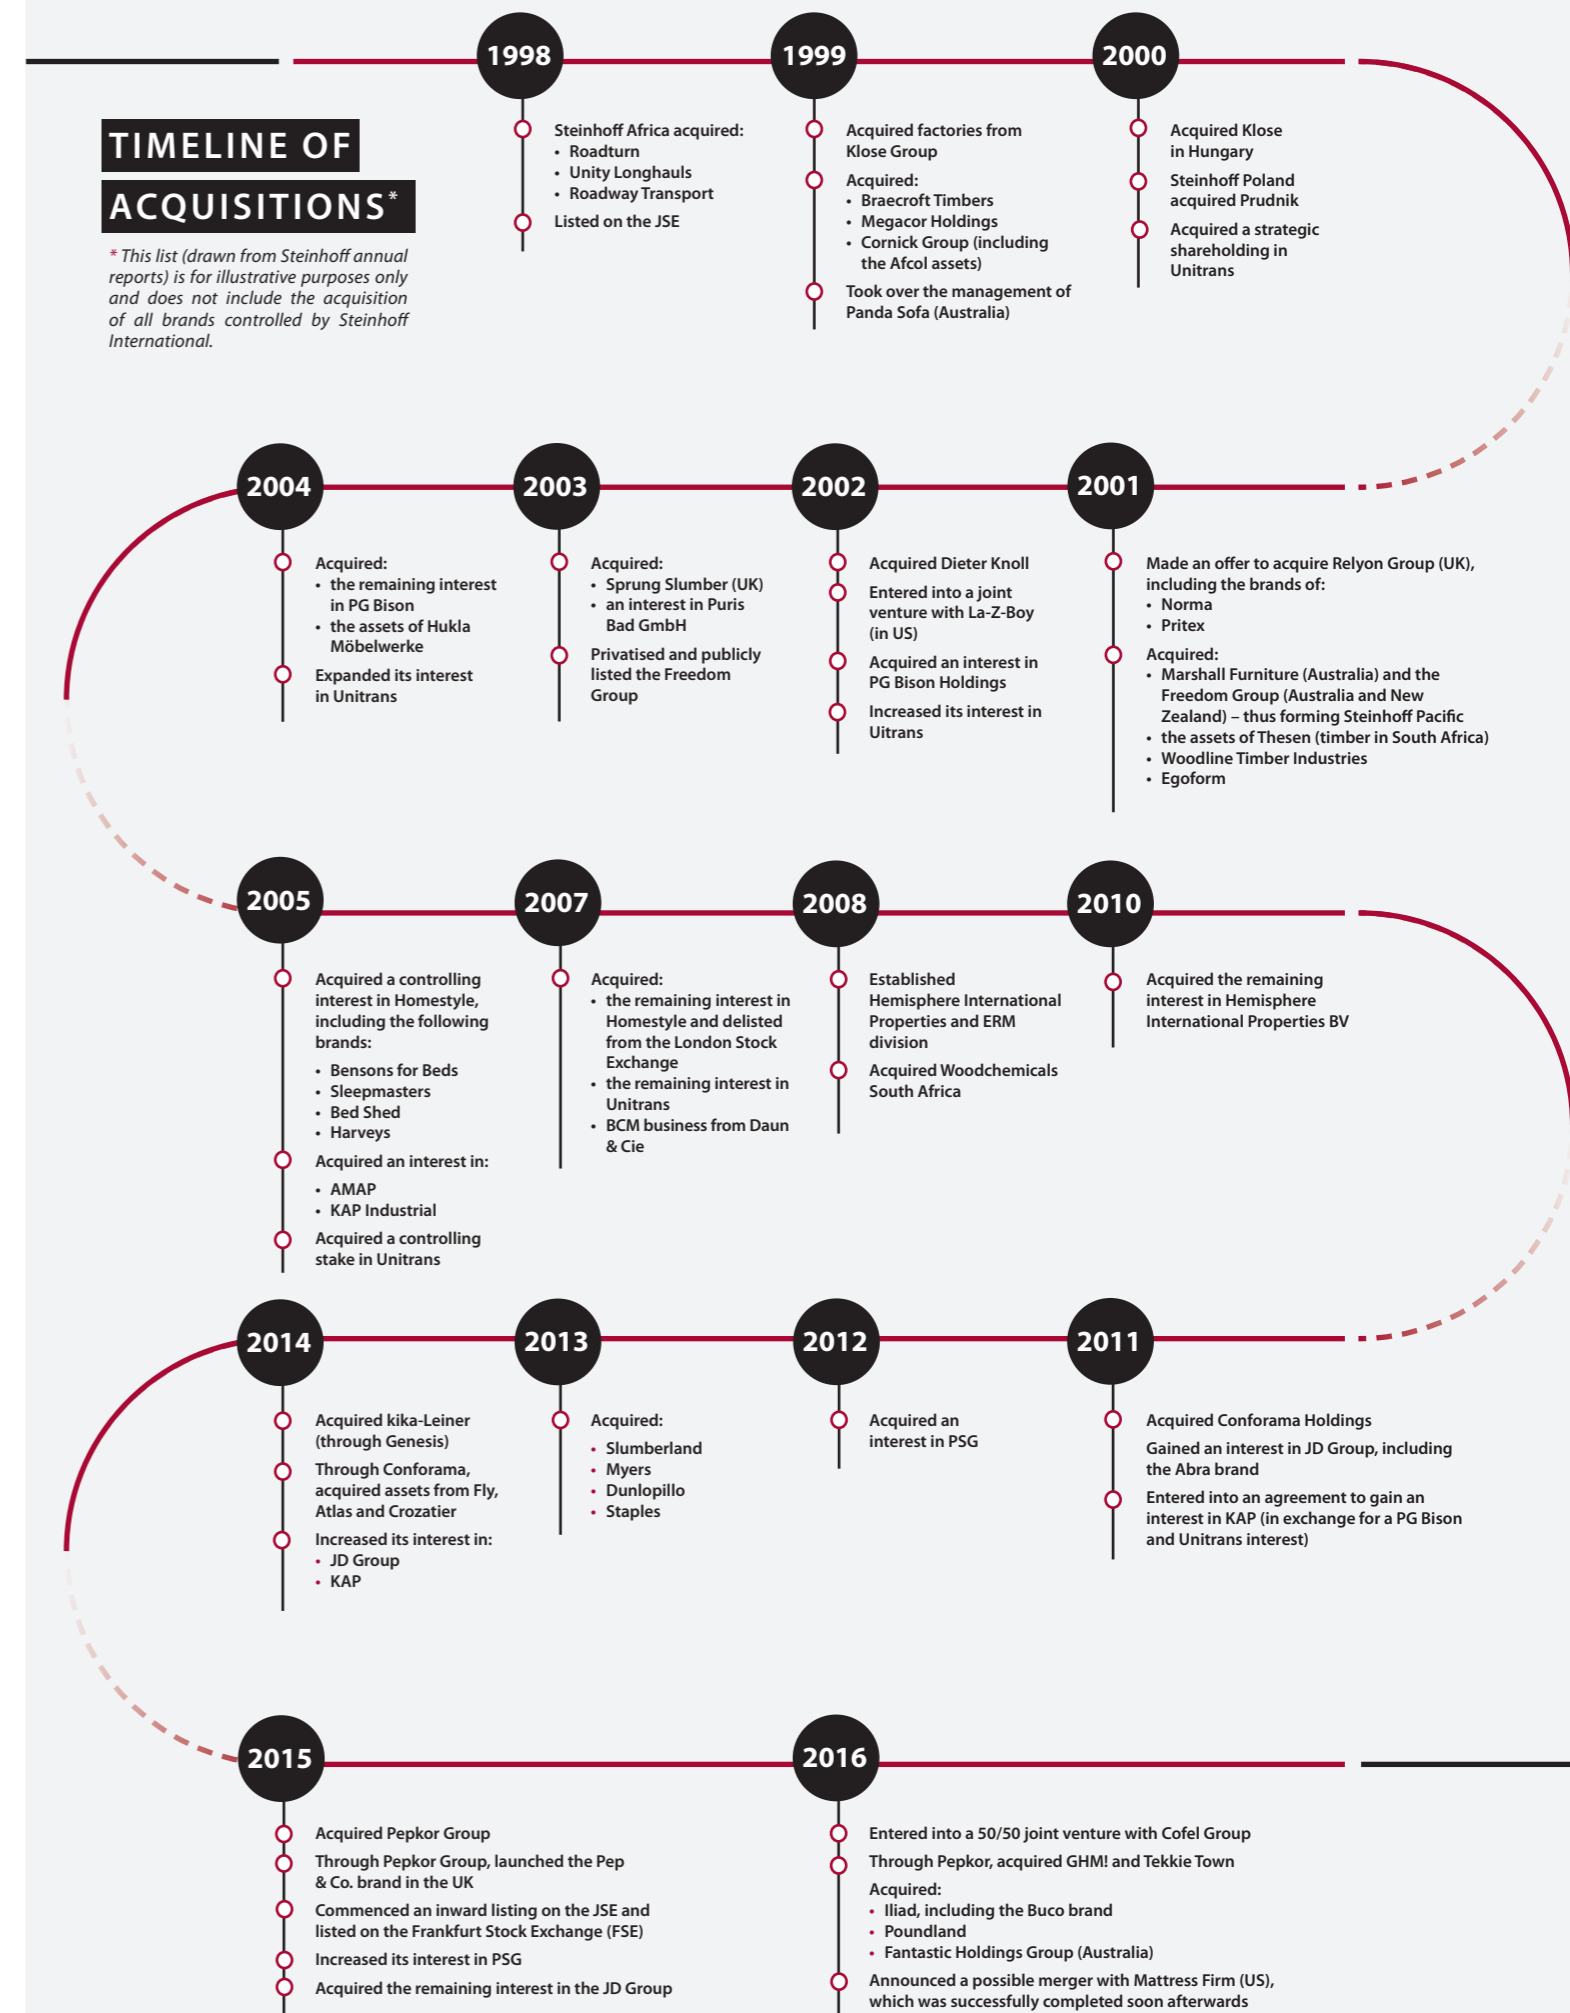 TIMELINE OF
ACQUISITIONS*
* This list (drawn from Steinhoff annual
reports) is for illustrative purposes only
and does not include the acquisition
of all brands controlled by Steinhoff
International.
1998
Steinhoff Africa acquired:
• Roadturn
• Unity Longhauls
• Roadway Transport
Listed on the JSE
1999
Acquired factories from
Klose Group
Acquired:
• Braecroft Timbers
• Megacor Holdings
• Cornick Group (including
the Afcol assets)
Took over the management of
Panda Sofa (Australia)
2000
Acquired Klose
in Hungary
Steinhoff Poland
acquired Prudnik
Acquired a strategic
shareholding in
Unitrans
2001
Made an offer to acquire Relyon Group (UK),
including the brands of:
• Norma
• Pritex
Acquired:
• Marshall Furniture (Australia) and the
Freedom Group (Australia and New
Zealand) – thus forming Steinhoff Pacific
• the assets of Thesen (timber in South Africa)
• Woodline Timber Industries
• Egoform
2002
Acquired Dieter Knoll
Entered into a joint
venture with La-Z-Boy
(in US)
Acquired an interest in
PG Bison Holdings
Increased its interest in
Uitrans
2003
Acquired:
• Sprung Slumber (UK)
• an interest in Puris
Bad GmbH
Privatised and publicly
listed the Freedom
Group
2004
Acquired:
• the remaining interest
in PG Bison
• the assets of Hukla
Möbelwerke
Expanded its interest
in Unitrans
2005
Acquired a controlling
interest in Homestyle,
including the following
brands:
• Bensons for Beds
• Sleepmasters
• Bed Shed
• Harveys
Acquired an interest in:
• AMAP
• KAP Industrial
Acquired a controlling
stake in Unitrans
2007
Acquired:
• the remaining interest in
Homestyle and delisted
from the London Stock
Exchange
• the remaining interest in
Unitrans
• BCM business from Daun
& Cie
2008
Established
Hemisphere International
Properties and ERM
division
Acquired Woodchemicals
South Africa
2010
Acquired the remaining
interest in Hemisphere
International Properties BV
2011
Acquired Conforama Holdings
Gained an interest in JD Group, including
the Abra brand
Entered into an agreement to gain an
interest in KAP (in exchange for a PG Bison
and Unitrans interest)
2012
Acquired an
interest in PSG
2013
Acquired:
• Slumberland
• Myers
• Dunlopillo
• Staples
2014
Acquired kika-Leiner
(through Genesis)
Through Conforama,
acquired assets from Fly,
Atlas and Crozatier
Increased its interest in:
• JD Group
• KAP
2015
Acquired Pepkor Group
Through Pepkor Group, launched the Pep
& Co. brand in the UK
Commenced an inward listing on the JSE and
listed on the Frankfurt Stock Exchange (FSE)
Increased its interest in PSG
Acquired the remaining interest in the JD Group
2016
Entered into a 50/50 joint venture with Cofel Group
Through Pepkor, acquired GHM! and Tekkie Town
Acquired:
• Iliad, including the Buco brand
• Poundland
• Fantastic Holdings Group (Australia)
Announced a possible merger with Mattress Firm (US),
which was successfully completed soon afterwards